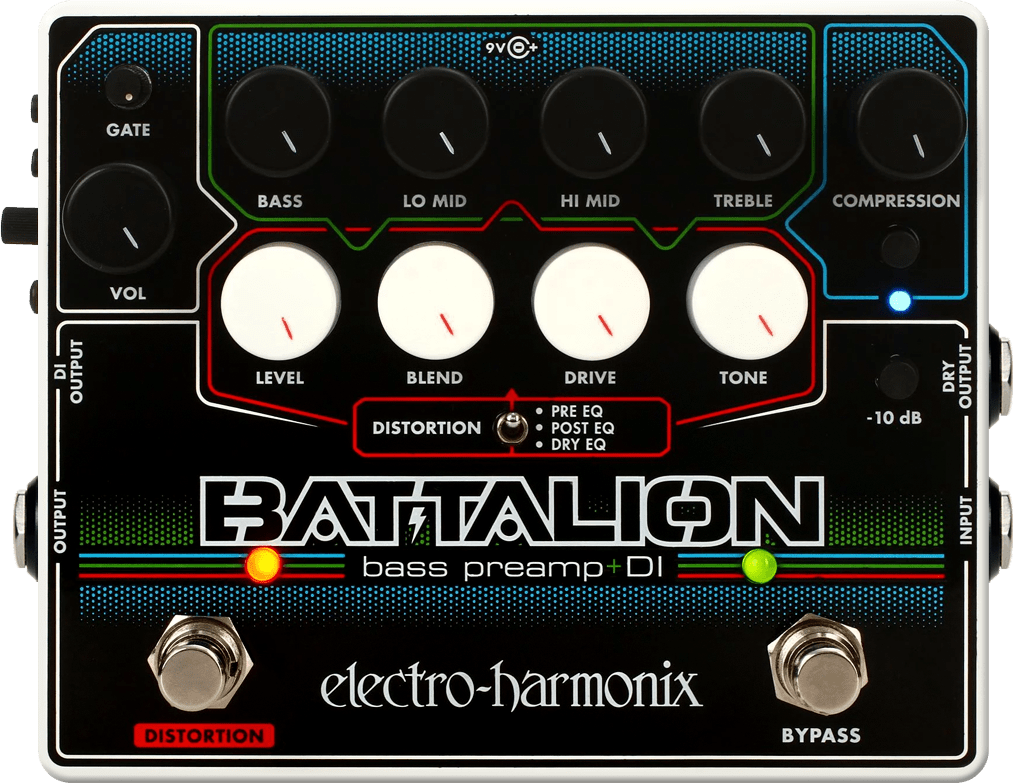 9V
GATE
BASS
LO MID
HI MID
TREBLE
COMPRESSION
VOL
LEVEL
BLEND
DRIVE
TONE
DI OUTPUT
DRY OUTPUT
-10 dB
DISTORTION
• PRE EQ
• POST EQ
• DRY EQ
OUTPUT
INPUT
BATTALION
bass preamp+DI
electro-harmonix
DISTORTION
BYPASS